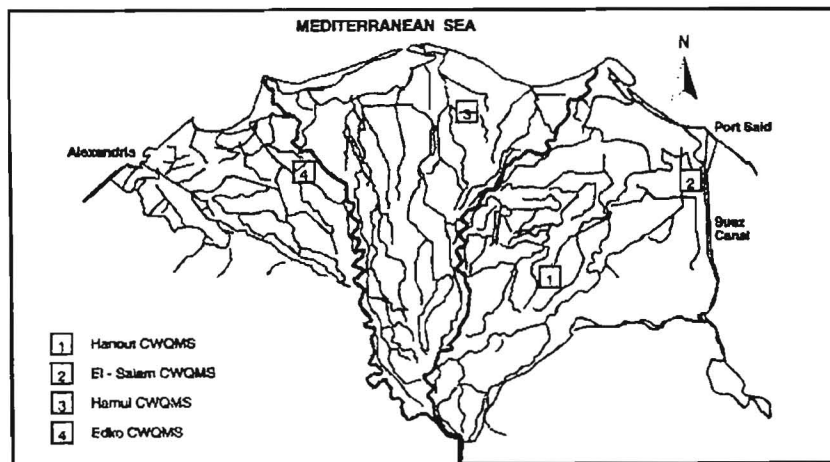 MEDITERRANEAN SEA
N
3
Port Said
Alexandria
4
2
Suez
Canal
1
1 Hanout CWQMS
2 El - Salam CWQMS
3 Hamul CWQMS
4 Edko CWQMS